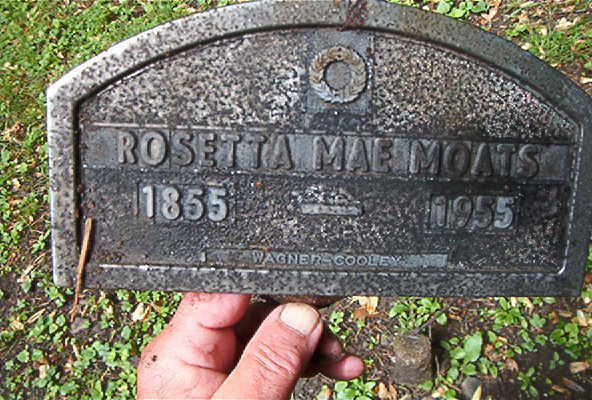 ROSETTA MAE MOATS
1855 — 1955
WAGNER-COOLEY